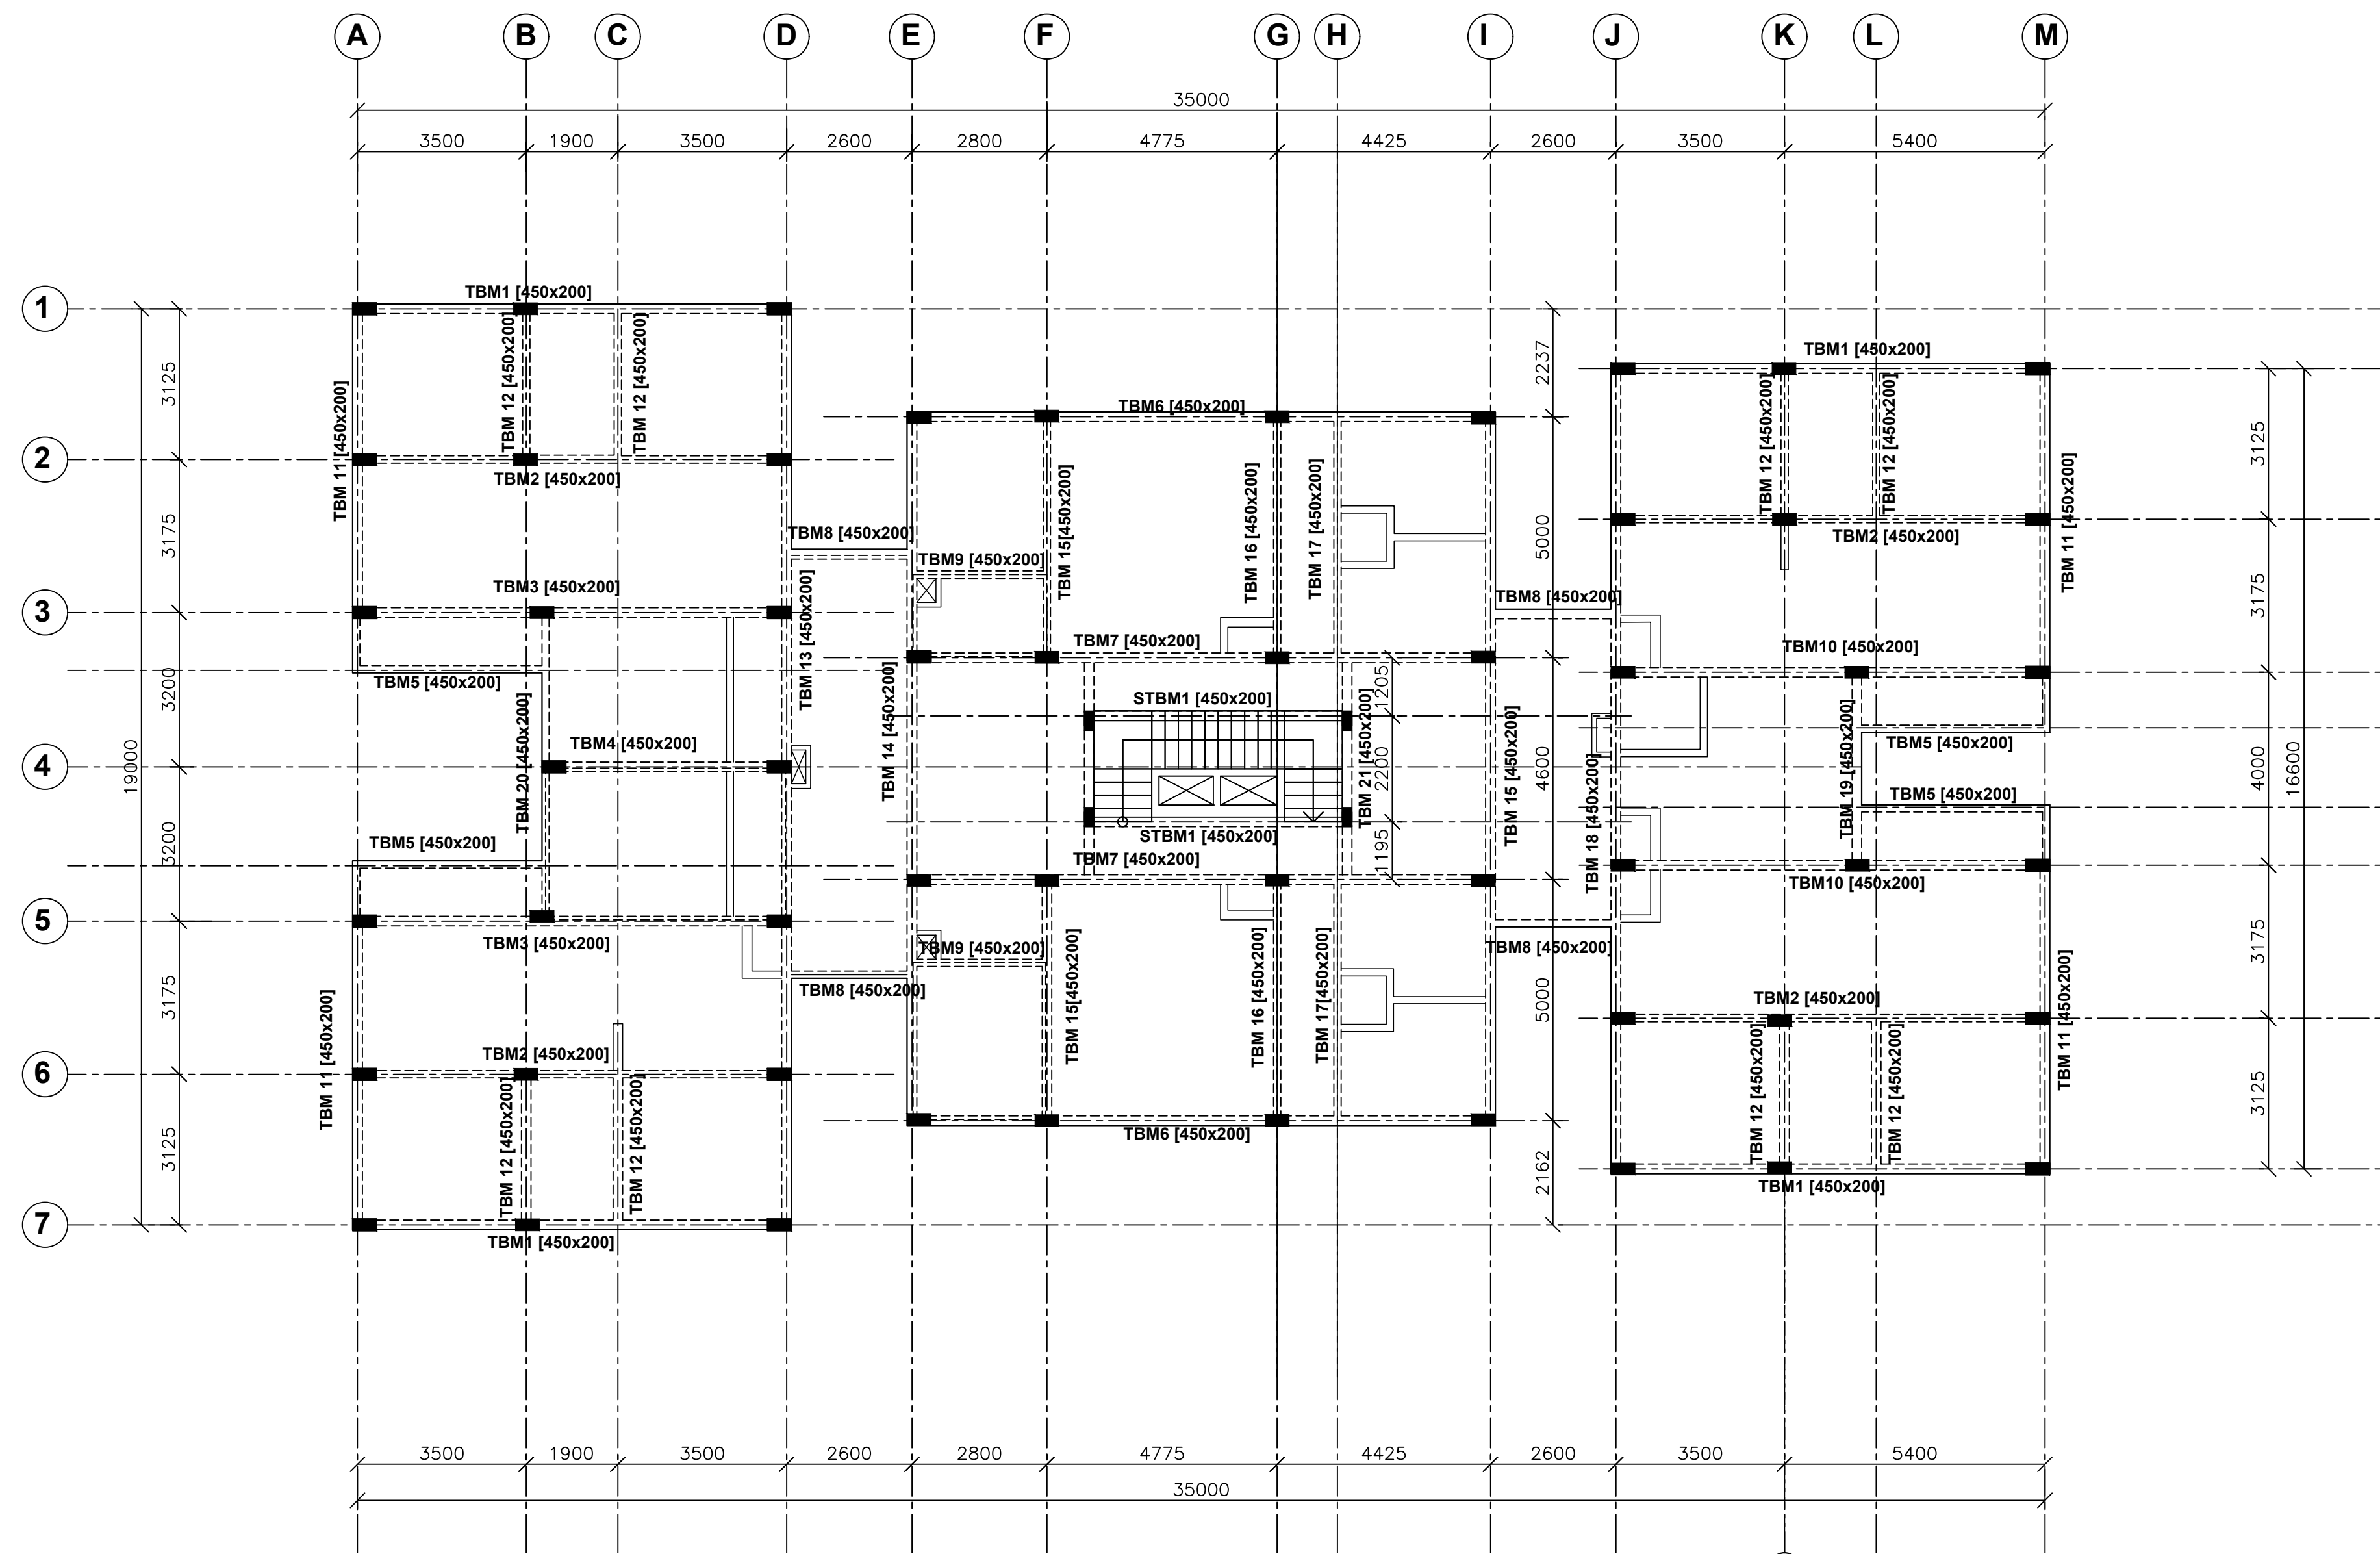 A B C D E F G H I J K L M
35000
3500 1900 3500 2600 2800 4775 4425 2600 3500 5400
1
TBM1 [450x200]
3125
TBM 12 [450x200]
TBM 12 [450x200]
TBM 11 [450x200]
2237
TBM1 [450x200]
TBM6 [450x200]
2
TBM2 [450x200]
3125
TBM 12 [450x200]
TBM 12 [450x200]
TBM 11 [450x200]
3175
TBM8 [450x200]
TBM9 [450x200]
TBM 15[450x200]
TBM 16 [450x200]
TBM 17 [450x200]
5000
TBM2 [450x200]
3175
TBM3 [450x200]
TBM8 [450x200]
3
TBM 13 [450x200]
TBM7 [450x200]
TBM10 [450x200]
TBM5 [450x200]
3200
TBM 14 [450x200]
STBM1 [450x200]
1205
TBM 20 [450x200]
TBM4 [450x200]
TBM 21 [450x200]
2200
TBM 15 [450x200]
4600
TBM 18 [450x200]
TBM 19 [450x200]
TBM5 [450x200]
4
19000
4000
16600
TBM5 [450x200]
STBM1 [450x200]
TBM5 [450x200]
3200
TBM7 [450x200]
1195
TBM10 [450x200]
5
TBM3 [450x200]
TBM9 [450x200]
TBM8 [450x200]
3175
TBM8 [450x200]
TBM 15[450x200]
TBM 16 [450x200]
TBM 17[450x200]
5000
TBM2 [450x200]
3175
TBM 11 [450x200]
TBM 11 [450x200]
TBM2 [450x200]
6
TBM 12 [450x200]
TBM 12 [450x200]
3125
TBM6 [450x200]
2162
TBM 12 [450x200]
TBM 12 [450x200]
3125
TBM1 [450x200]
7
TBM1 [450x200]
3500 1900 3500 2600 2800 4775 4425 2600 3500 5400
35000